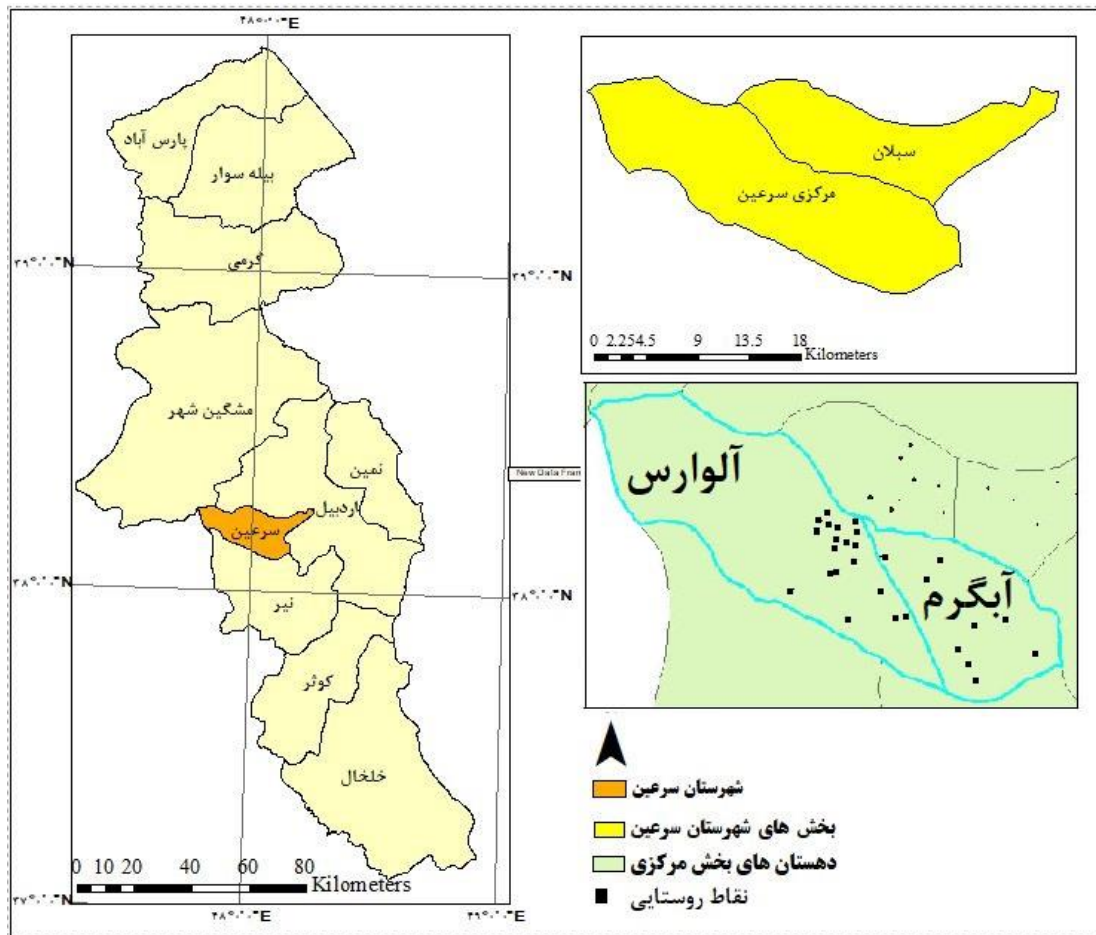 ۴۸°۰'۰"E
پارس آباد
بیله سوار
گرمی
۳۹°۰'۰"N
۳۹°۰'۰"N
مشگین شهر
نمین
اردبیل
سرعین
۳۸°۰'۰"N
۳۸°۰'۰"N
نیر
کوثر
خلخال
0 10 20 40 60 80
Kilometers
۳۷°۰'۰"N
۴۸°۰'۰"E
۴۹°۰'۰"E
سبلان
مرکزی سرعین
0 2.25 4.5 9 13.5 18
Kilometers
New Data Fram
آلوارس
آبگرم
شهرستان سرعین
بخش های شهرستان سرعین
دهستان های بخش مرکزی
نقاط روستایی